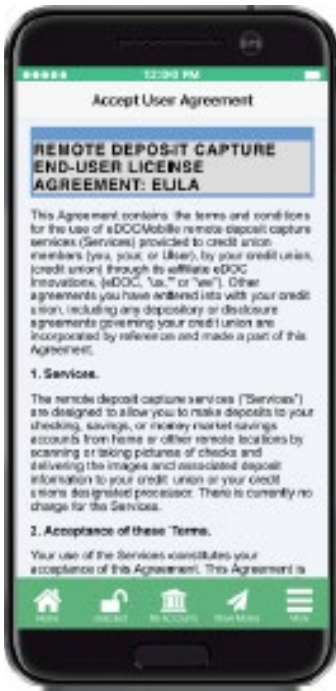 12:00 PM
Accept User Agreement
REMOTE DEPOSIT CAPTURE
END-USER LICENSE
AGREEMENT: EULA
This Agreement contains the terms and conditions
for the use of eDOCMobille remote deposit capture
services (Services) provided to credit union
members (you, your, or User), by your credit union,
(credit union) through its affiliate eDOC
Innovations, (eDOC, "us," or "we"). Other
agreements you have entered into with your credit
union, including any depository or disclosure
agreements governing your credit union are
incorporated by reference and made a part of this
Agreement.
1. Services.
The remote deposit capture services ("Services")
are designed to allow you to make deposits to your
checking, savings, or money market savings
accounts from home or other remote locations by
scanning or taking pictures of checks and
delivering the images and associated deposit
information to your credit union or your credit
unions designated processor. There is currently no
charge for the Services.
2. Acceptance of these Terms.
Your use of the Services constitutes your
acceptance of this Agreement. This Agreement is
Home
My Accounts
Move Money
More